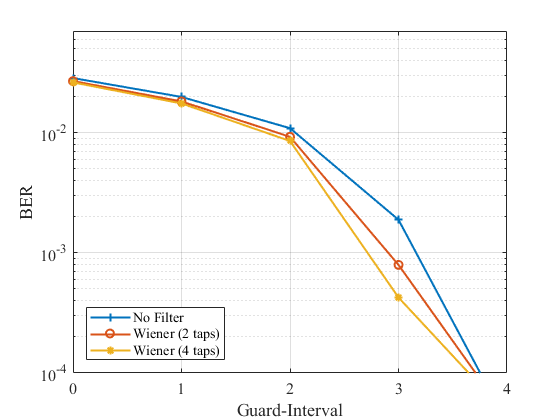 10^-2
10^-3
10^-4
BER
No Filter
Wiener (2 taps)
Wiener (4 taps)
0 1 2 3 4
Guard-Interval